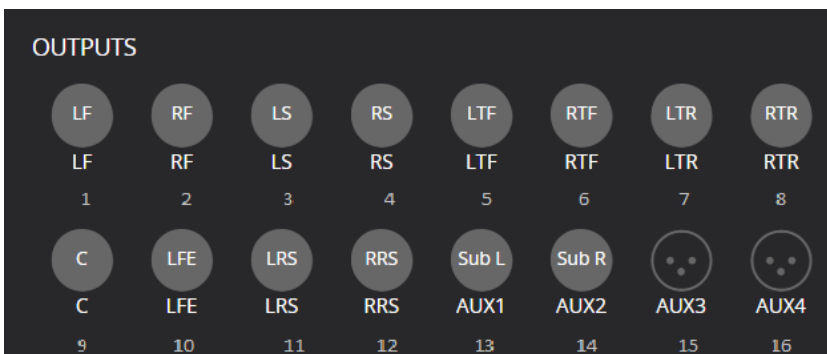 OUTPUTS
LF RF LS RS LTF RTF LTR RTR
LF RF LS RS LTF RTF LTR RTR
1 2 3 4 5 6 7 8
C LFE LRS RRS Sub L Sub R
C LFE LRS RRS AUX1 AUX2 AUX3 AUX4
9 10 11 12 13 14 15 16